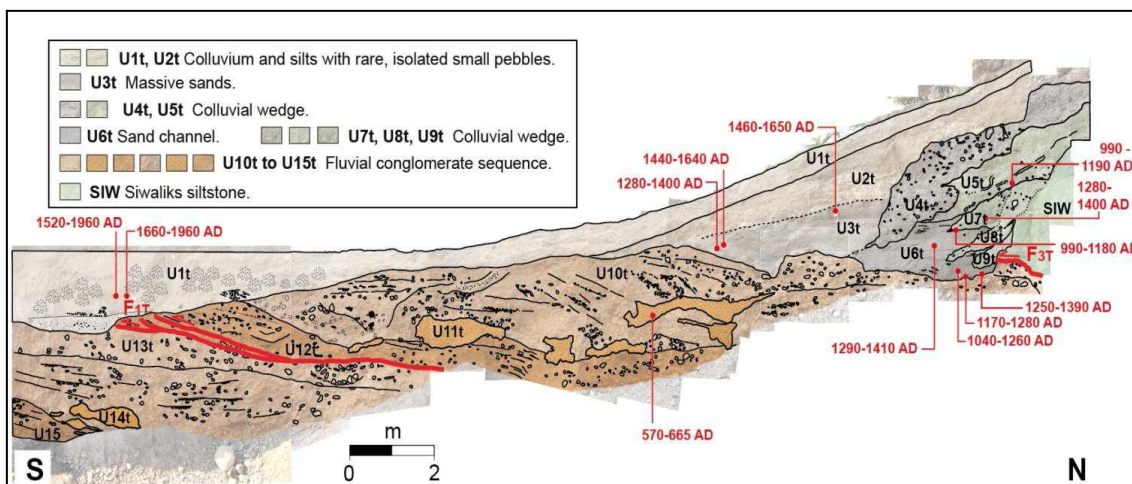 U1t, U2t Colluvium and silts with rare, isolated small pebbles.
U3t Massive sands.
U4t, U5t Colluvial wedge.
U6t Sand channel.
U7t, U8t, U9t Colluvial wedge.
U10t to U15t Fluvial conglomerate sequence.
SIW Siwaliks siltstone.
1460-1650 AD
1440-1640 AD
1280-1400 AD
990 -
1190 AD
1280-
1400 AD
1520-1960 AD
1660-1960 AD
U1t
U2t
U3t
U4t
U5t
U7t
SIW
U6t
U8t
U9t
F3T
990-1180 AD
U1t
F1T
U10t
U11t
U12t
U13t
U14t
U15
1250-1390 AD
1170-1280 AD
1040-1260 AD
1290-1410 AD
570-665 AD
m
0 2
S
N